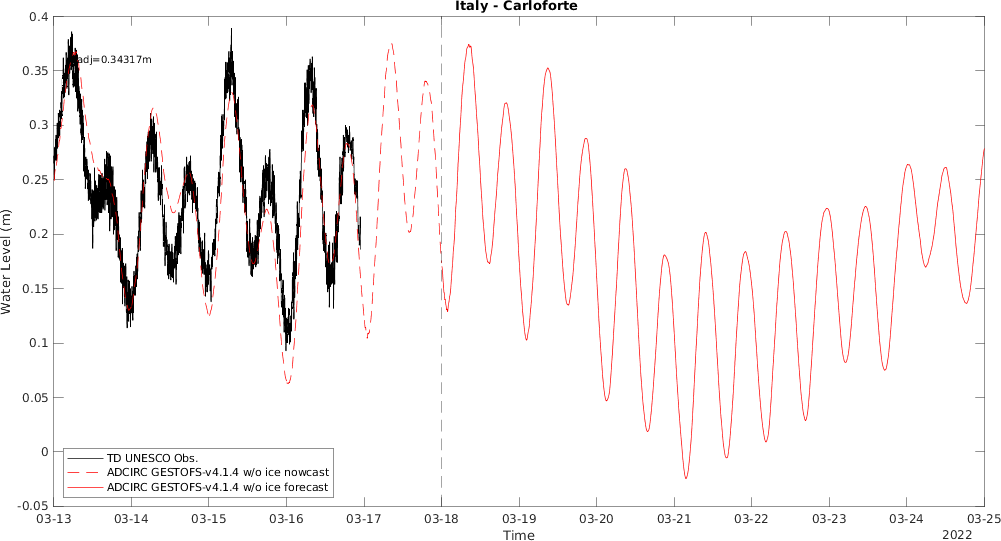 Italy - Carloforte
0.4
0.35
0.3
0.25
0.2
0.15
0.1
0.05
0
-0.05
Water Level (m)
adj=0.34317m
TD UNESCO Obs.
ADCIRC GESTOFS-v4.1.4 w/o ice nowcast
ADCIRC GESTOFS-v4.1.4 w/o ice forecast
03-13 03-14 03-15 03-16 03-17 03-18 03-19 03-20 03-21 03-22 03-23 03-24 03-25
Time
2022